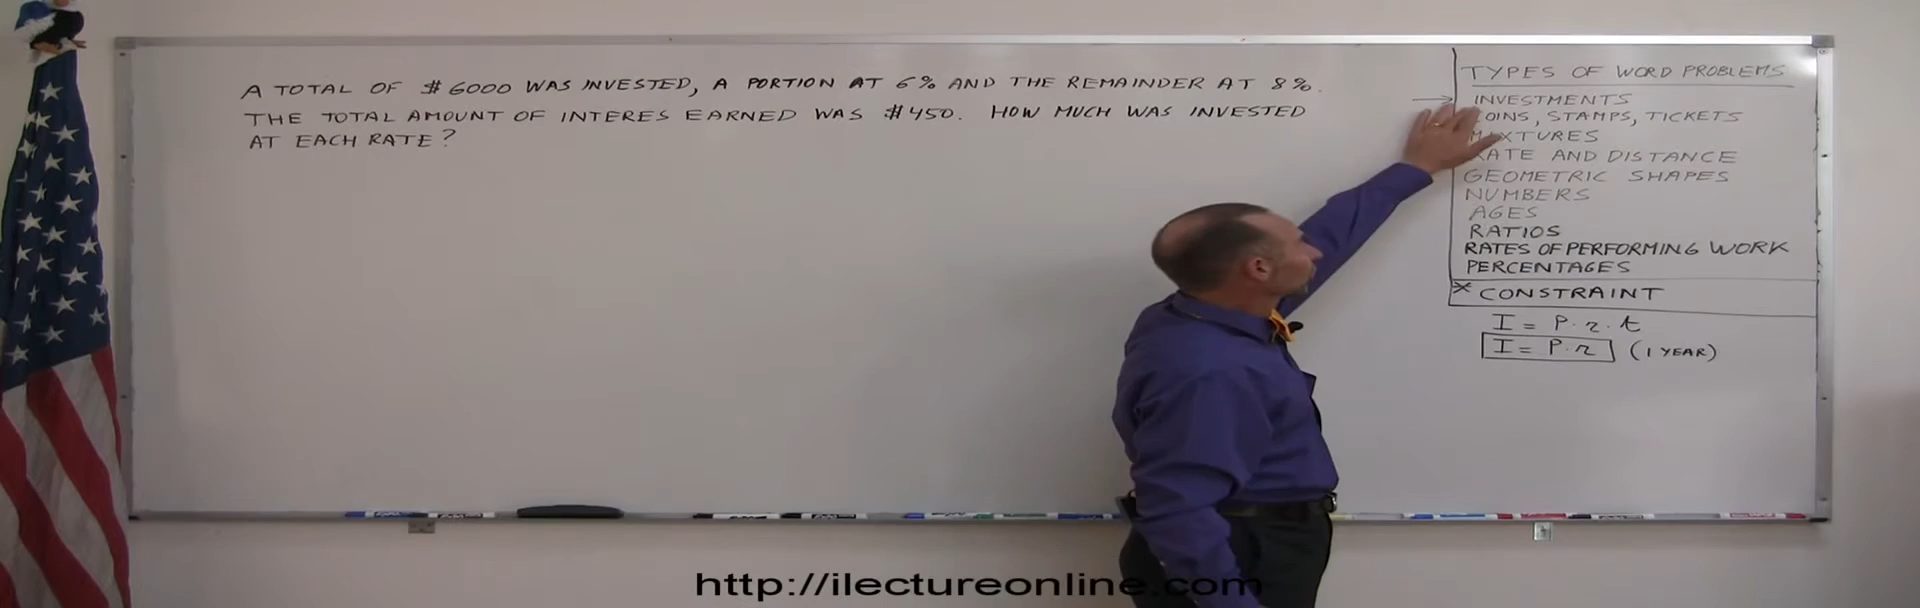 A TOTAL OF $6000 WAS INVESTED, A PORTION AT 6% AND THE REMAINDER AT 8%.
THE TOTAL AMOUNT OF INTERES EARNED WAS $450. HOW MUCH WAS INVESTED
AT EACH RATE?
TYPES OF WORD PROBLEMS
→ INVESTMENTS
COINS, STAMPS, TICKETS
MIXTURES
RATE AND DISTANCE
GEOMETRIC SHAPES
NUMBERS
AGES
RATIOS
RATES OF PERFORMING WORK
PERCENTAGES
* CONSTRAINT
I = P·r·t
I = P·r (1 YEAR)
http://ilectureonline.com